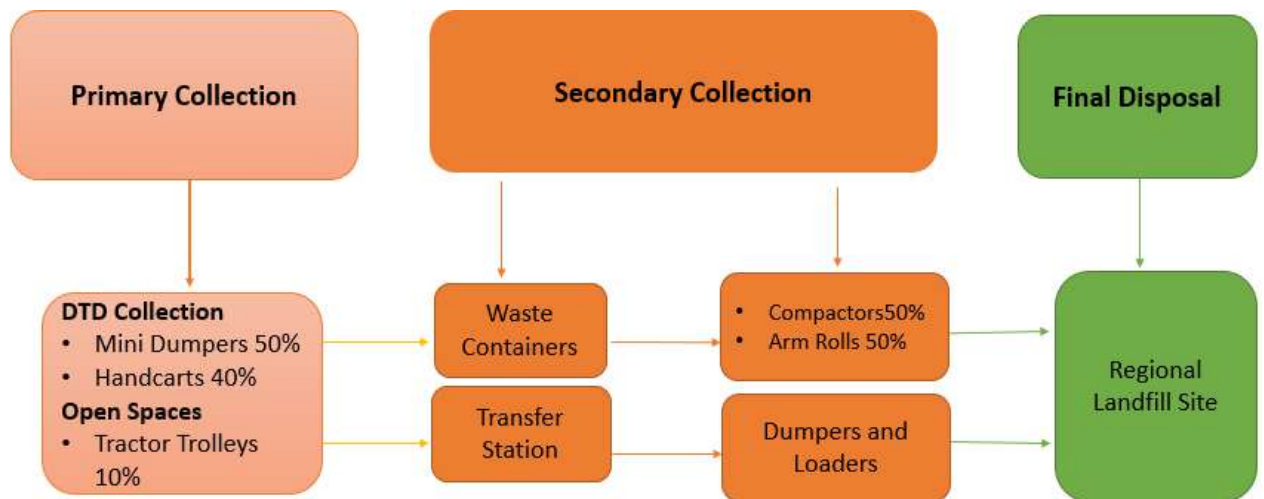 Primary Collection
Secondary Collection
Final Disposal
DTD Collection
• Mini Dumpers 50%
• Handcarts 40%
Open Spaces
• Tractor Trolleys
10%
Waste
Containers
• Compactors50%
• Arm Rolls 50%
Transfer
Station
Dumpers and
Loaders
Regional
Landfill Site